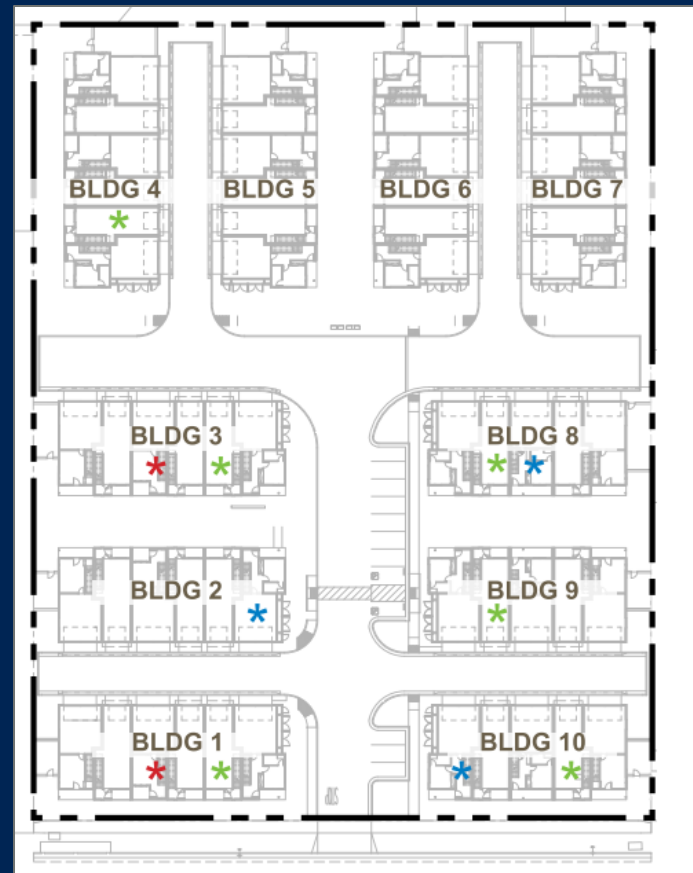 BLDG 4
BLDG 5
BLDG 6
BLDG 7
*
BLDG 3
BLDG 8
* *
* *
BLDG 2
BLDG 9
*
*
BLDG 1
BLDG 10
* *
* *